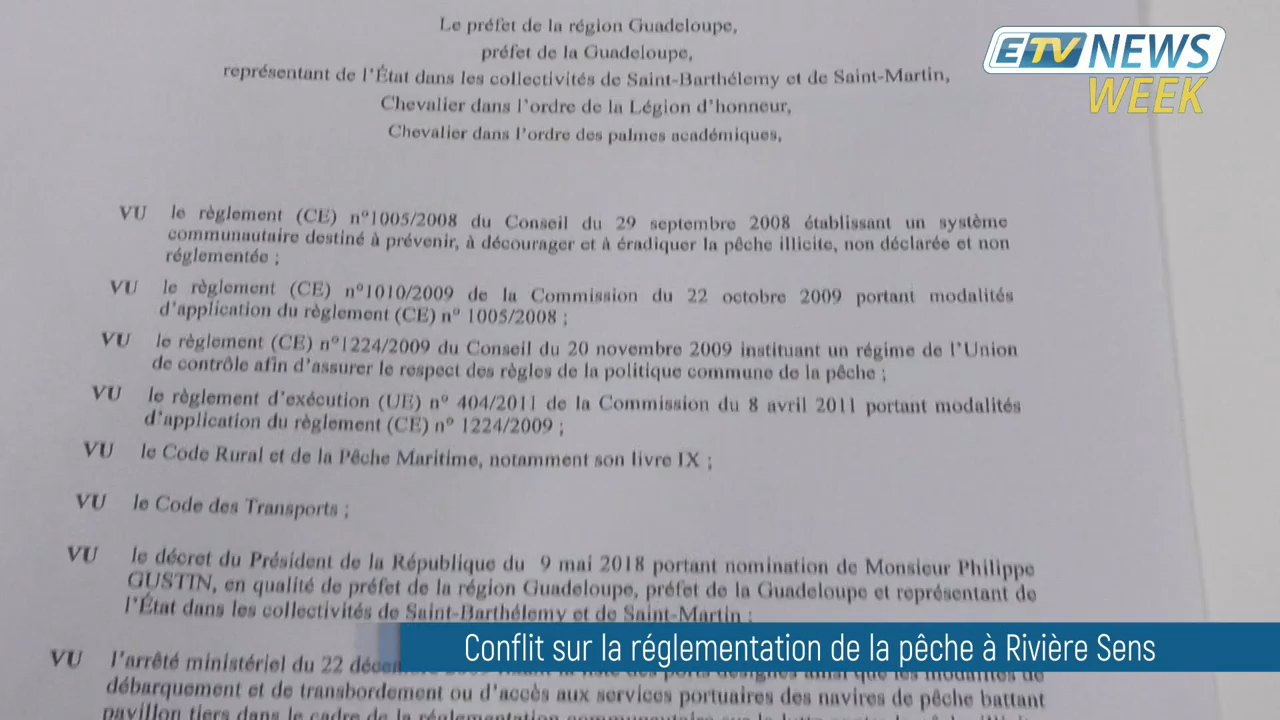 Le préfet de la région Guadeloupe,
préfet de la Guadeloupe,
représentant de l'État dans les collectivités de Saint-Barthélemy et de Saint-Martin,
Chevalier dans l'ordre de la Légion d'honneur,
Chevalier dans l'ordre des palmes académiques,
ETV NEWS
WEEK
VU le règlement (CE) n°1005/2008 du Conseil du 29 septembre 2008 établissant un système
communautaire destiné à prévenir, à décourager et à éradiquer la pêche illicite, non déclarée et non
réglementée ;
VU le règlement (CE) n°1010/2009 de la Commission du 22 octobre 2009 portant modalités
d'application du règlement (CE) n° 1005/2008 ;
VU le règlement (CE) n°1224/2009 du Conseil du 20 novembre 2009 instituant un régime de l'Union
de contrôle afin d'assurer le respect des règles de la politique commune de la pêche ;
VU le règlement d'exécution (UE) n° 404/2011 de la Commission du 8 avril 2011 portant modalités
d'application du règlement (CE) n° 1224/2009 ;
VU le Code Rural et de la Pêche Maritime, notamment son livre IX ;
VU le Code des Transports ;
VU le décret du Président de la République du 9 mai 2018 portant nomination de Monsieur Philippe
GUSTIN, en qualité de préfet de la région Guadeloupe, préfet de la Guadeloupe et représentant de
l'État dans les collectivités de Saint-Barthélemy et de Saint-Martin ;
Conflit sur la réglementation de la pêche à Rivière Sens
VU l'arrêté ministériel du 22
débarquement et de transbordement ou d'accès aux services portuaires des navires de pêche battant
pavillon tiers dans le cadre de la réglementation communautaire